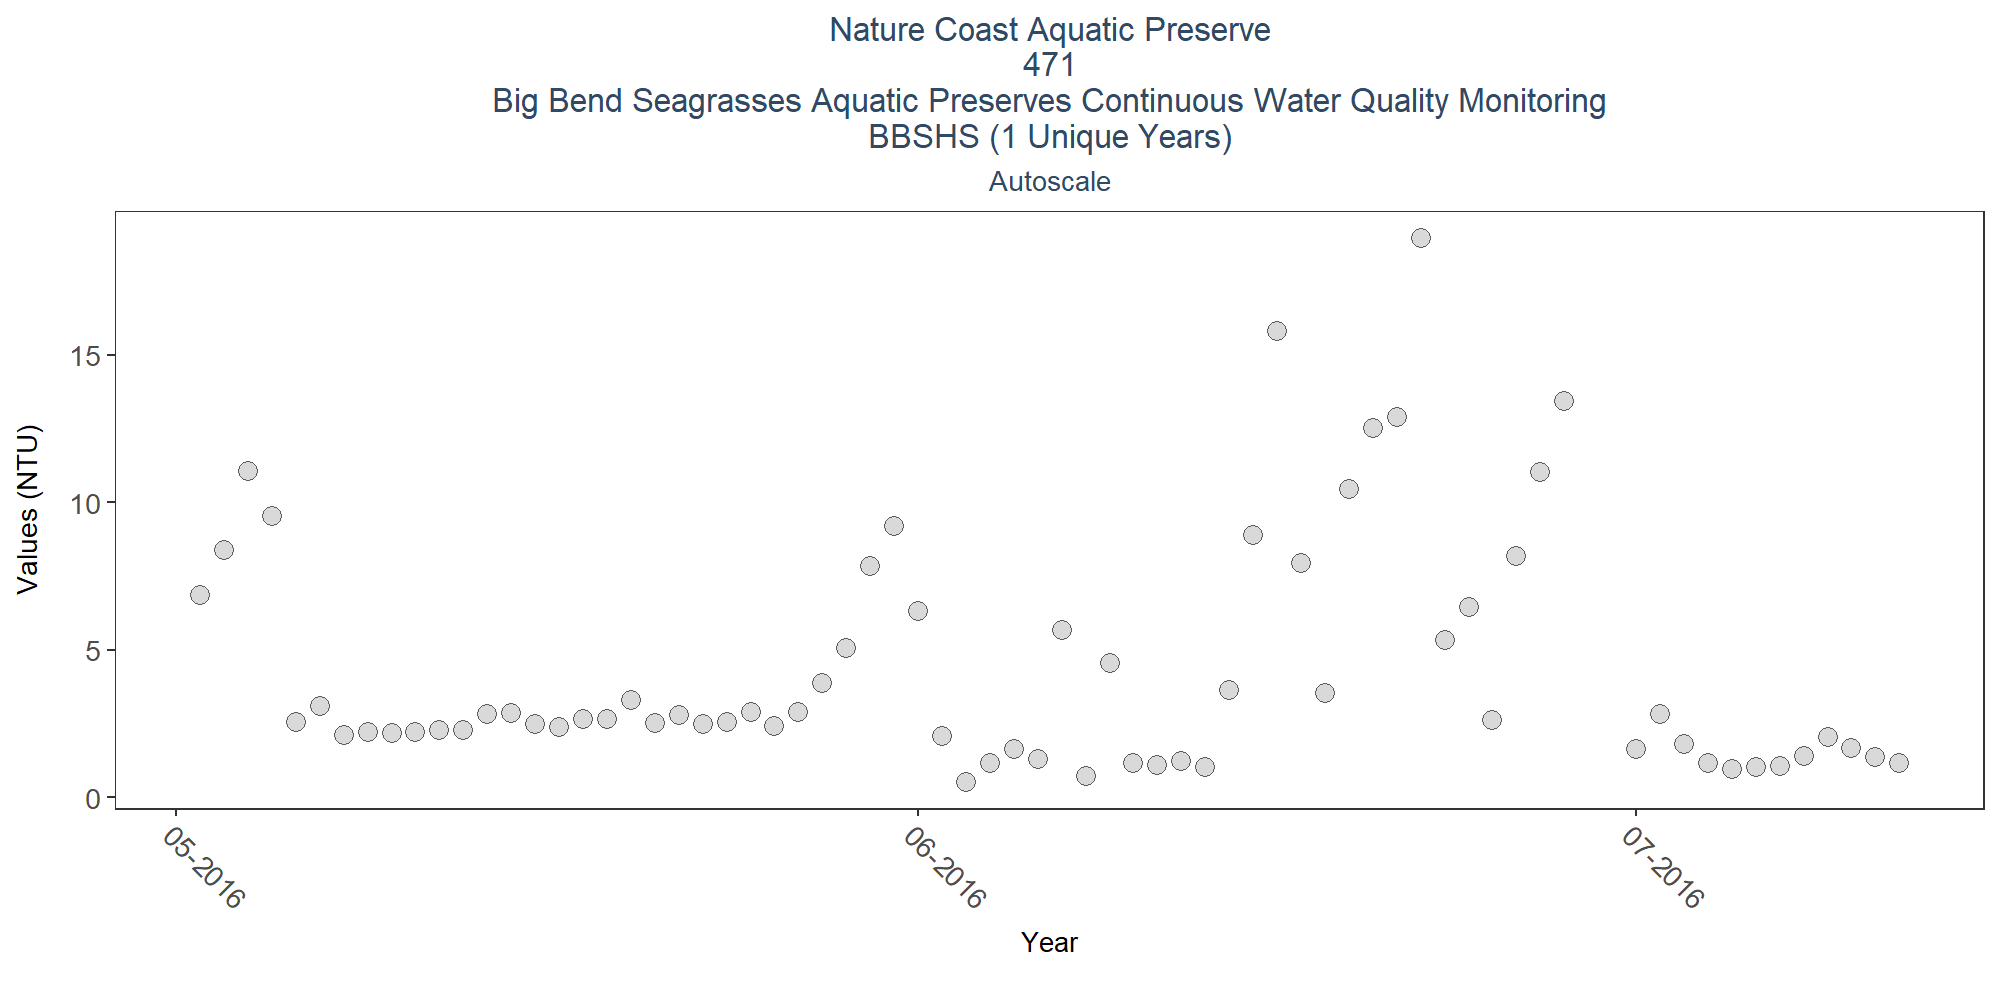 Nature Coast Aquatic Preserve
471
Big Bend Seagrasses Aquatic Preserves Continuous Water Quality Monitoring
BBSHS (1 Unique Years)
Autoscale
Values (NTU)
15
10
5
0
05-2016
06-2016
07-2016
Year